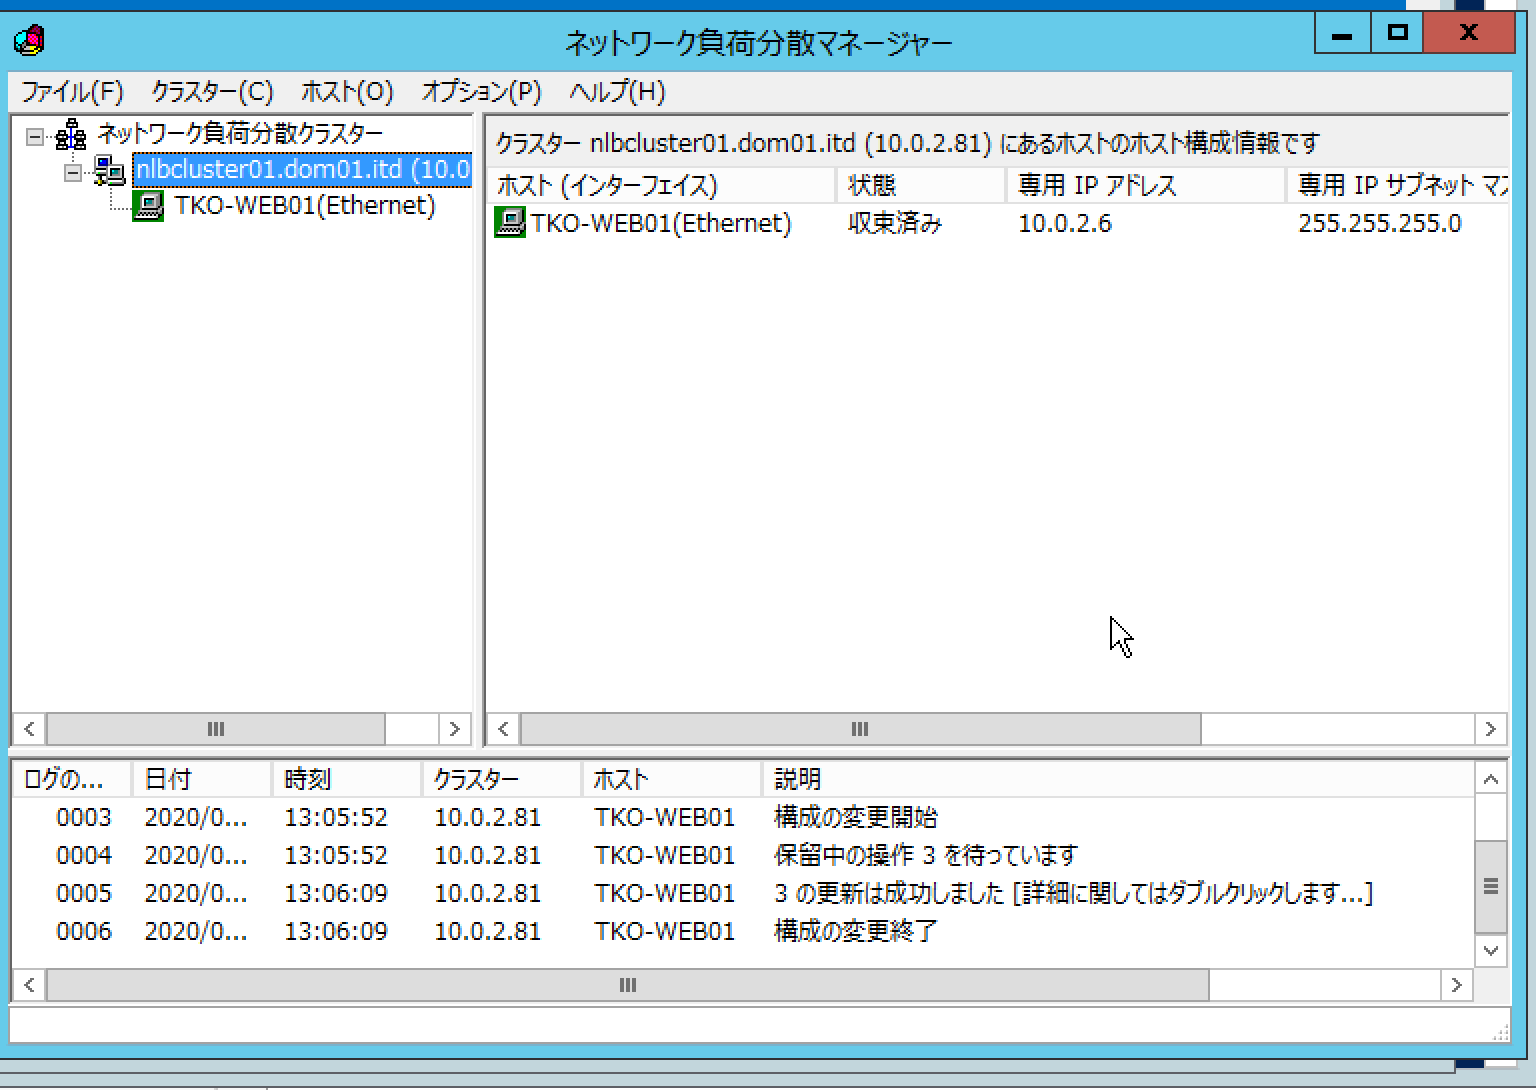 ネットワーク負荷分散マネージャー
ファイル(F) クラスター(C) ホスト(O) オプション(P) ヘルプ(H)
ネットワーク負荷分散クラスター
nlbcluster01.dom01.itd (10.0
TKO-WEB01(Ethernet)
クラスター nlbcluster01.dom01.itd (10.0.2.81) にあるホストのホスト構成情報です
ホスト (インターフェイス) 状態 専用 IP アドレス 専用 IP サブネット マス
TKO-WEB01(Ethernet) 収束済み 10.0.2.6 255.255.255.0
ログの... 日付 時刻 クラスター ホスト 説明
0003 2020/0... 13:05:52 10.0.2.81 TKO-WEB01 構成の変更開始
0004 2020/0... 13:05:52 10.0.2.81 TKO-WEB01 保留中の操作 3 を待っています
0005 2020/0... 13:06:09 10.0.2.81 TKO-WEB01 3 の更新は成功しました [詳細に関してはダブルクリックします...]
0006 2020/0... 13:06:09 10.0.2.81 TKO-WEB01 構成の変更終了